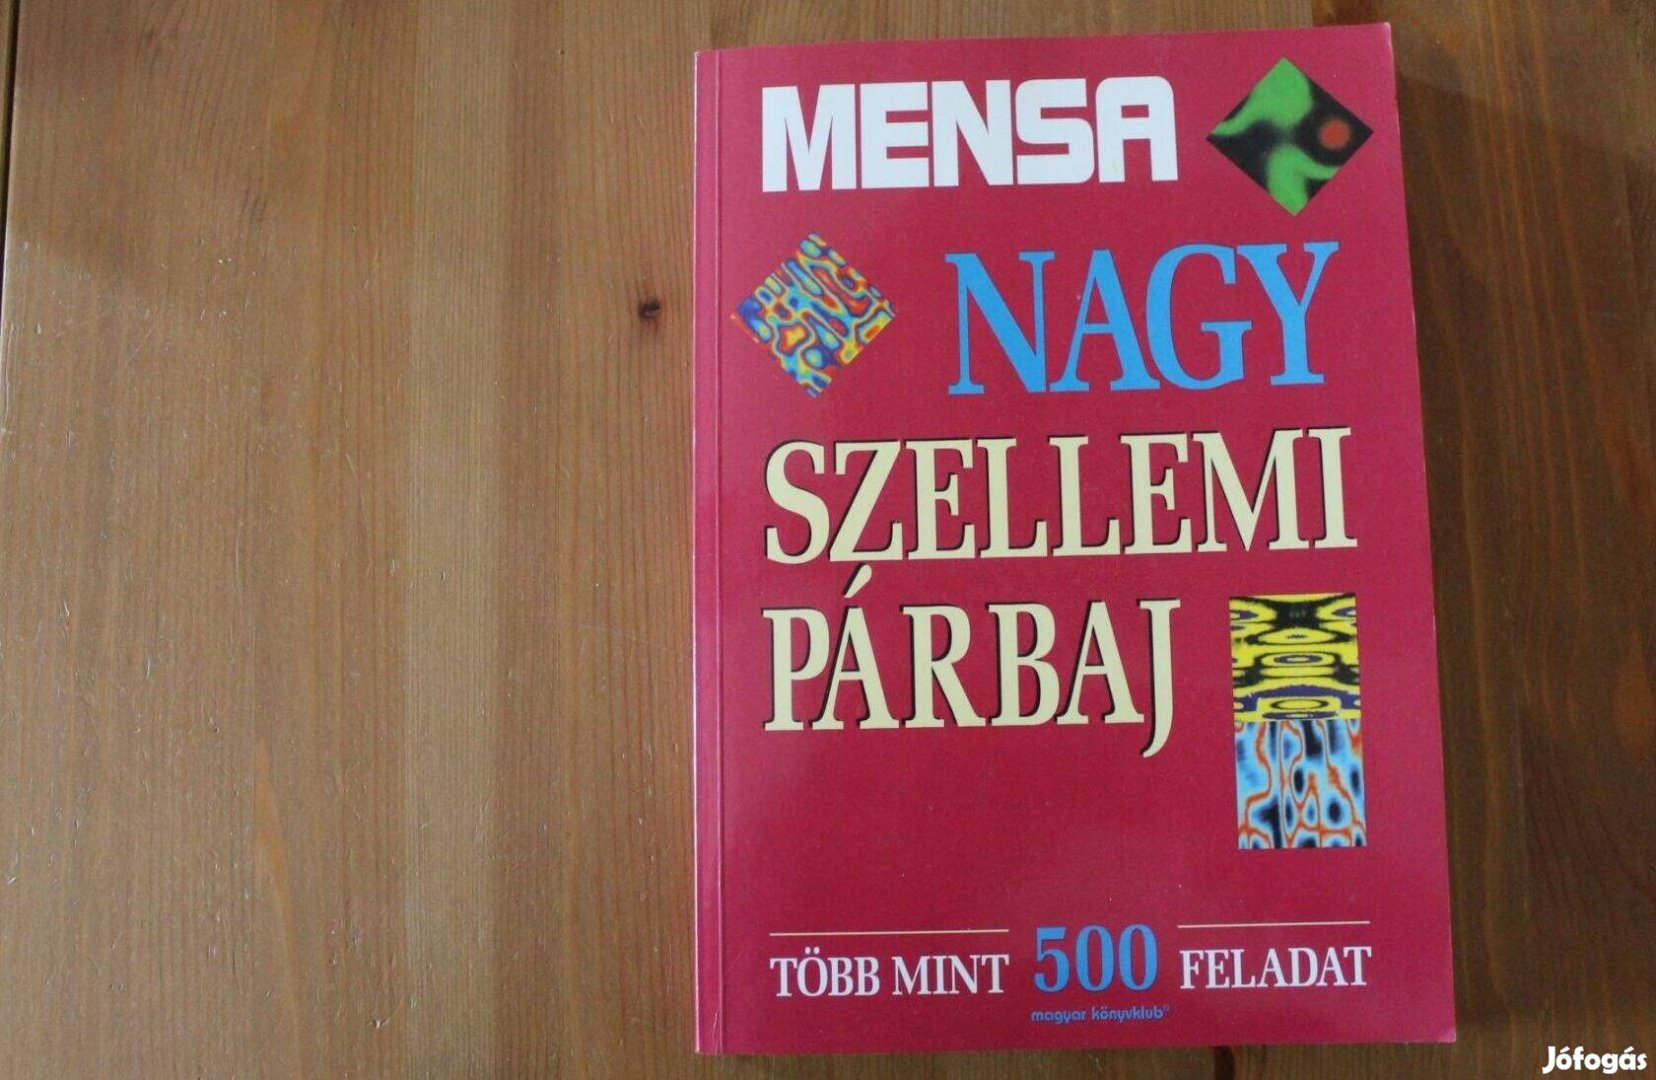 MENSA
NAGY
SZELLEMI
PÁRBAJ
TÖBB MINT 500 FELADAT
magyar könyvklub®
Jófogás